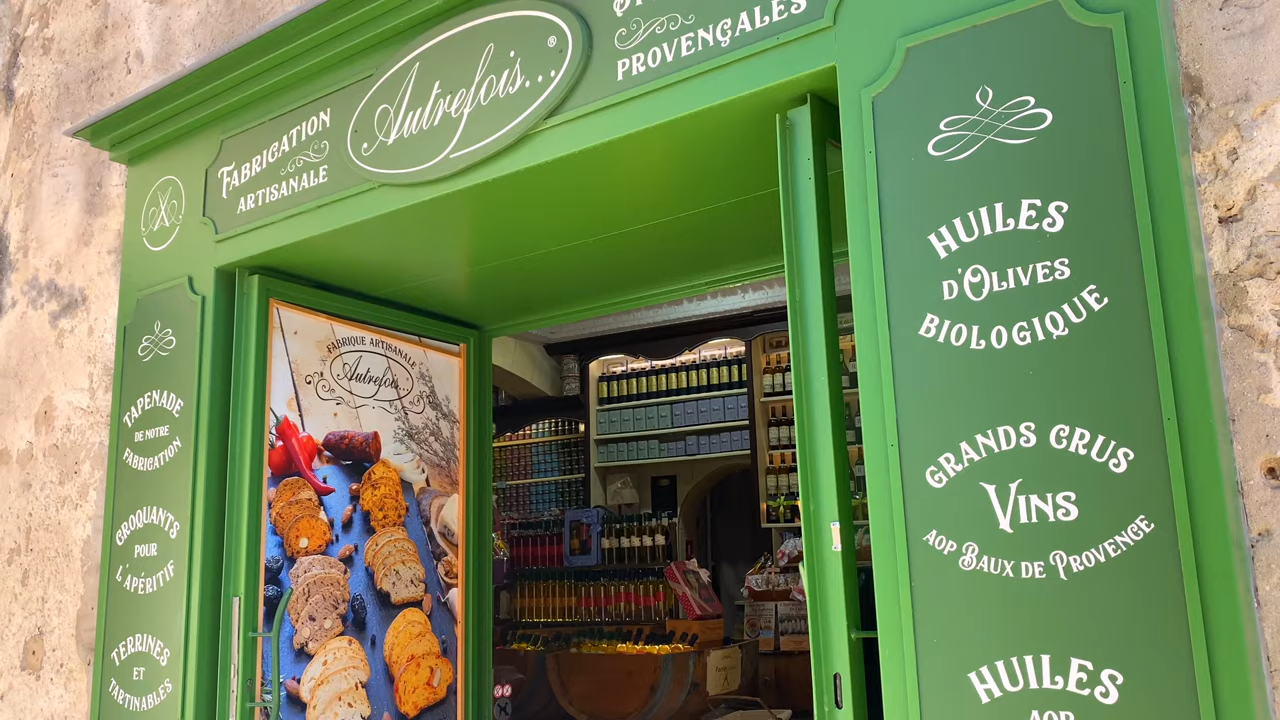 FABRICATION
ARTISANALE
Autrefois...®
PROVENÇALES
TAPENADE
DE NOTRE
FABRICATION
CROQUANTS
POUR
L'APÉRITIF
TERRINES
ET
TARTINABLES
FABRIQUE ARTISANALE
Autrefois...
HUILES
D'OLIVES
BIOLOGIQUE
GRANDS CRUS
VINS
AOP BAUX DE PROVENCE
HUILES
AOP